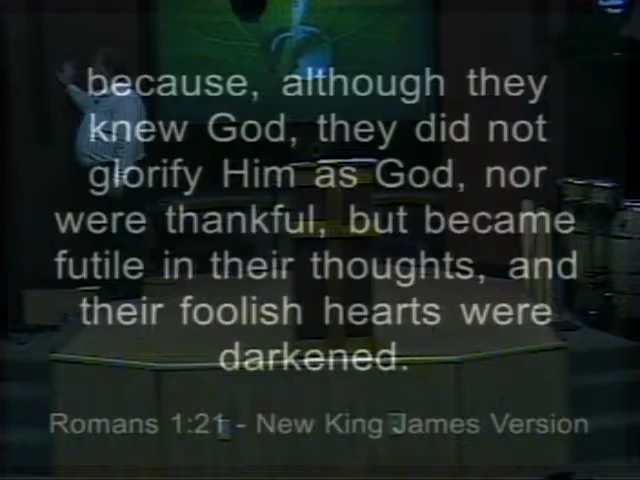 because, although they
knew God, they did not
glorify Him as God, nor
were thankful, but became
futile in their thoughts, and
their foolish hearts were
darkened.
Romans 1:21 - New King James Version